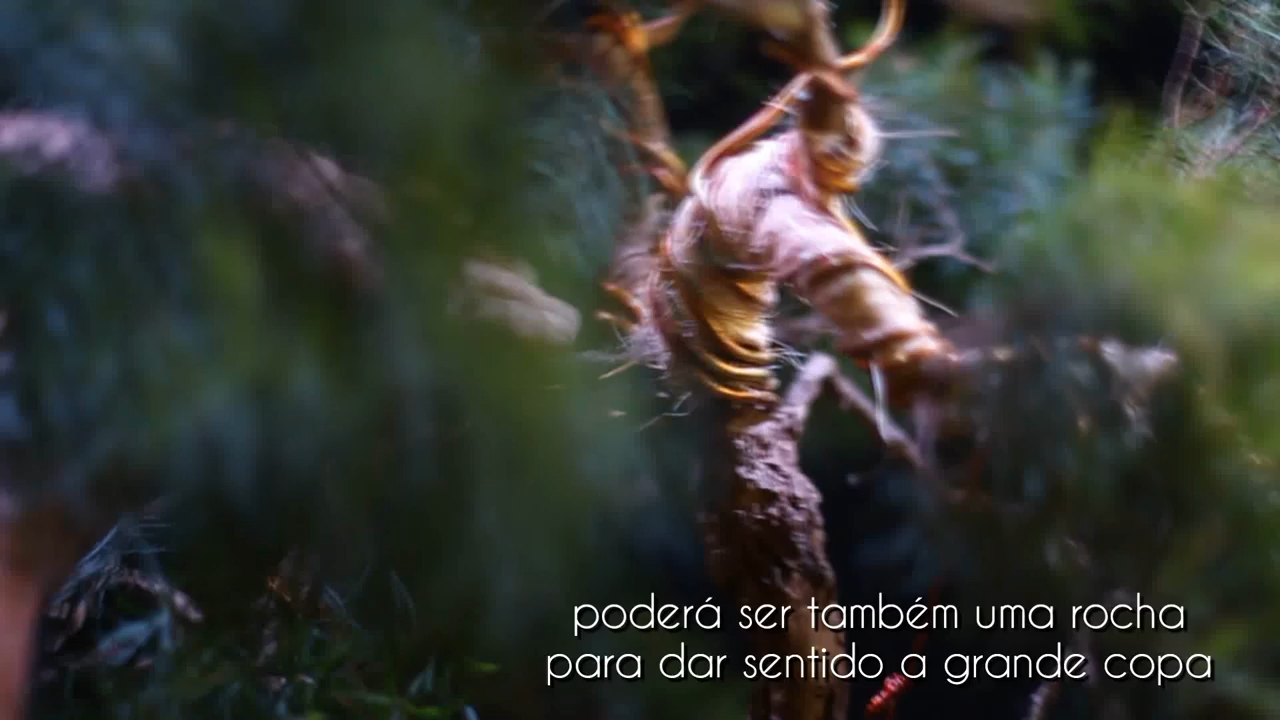 poderá ser também uma rocha
para dar sentido a grande copa